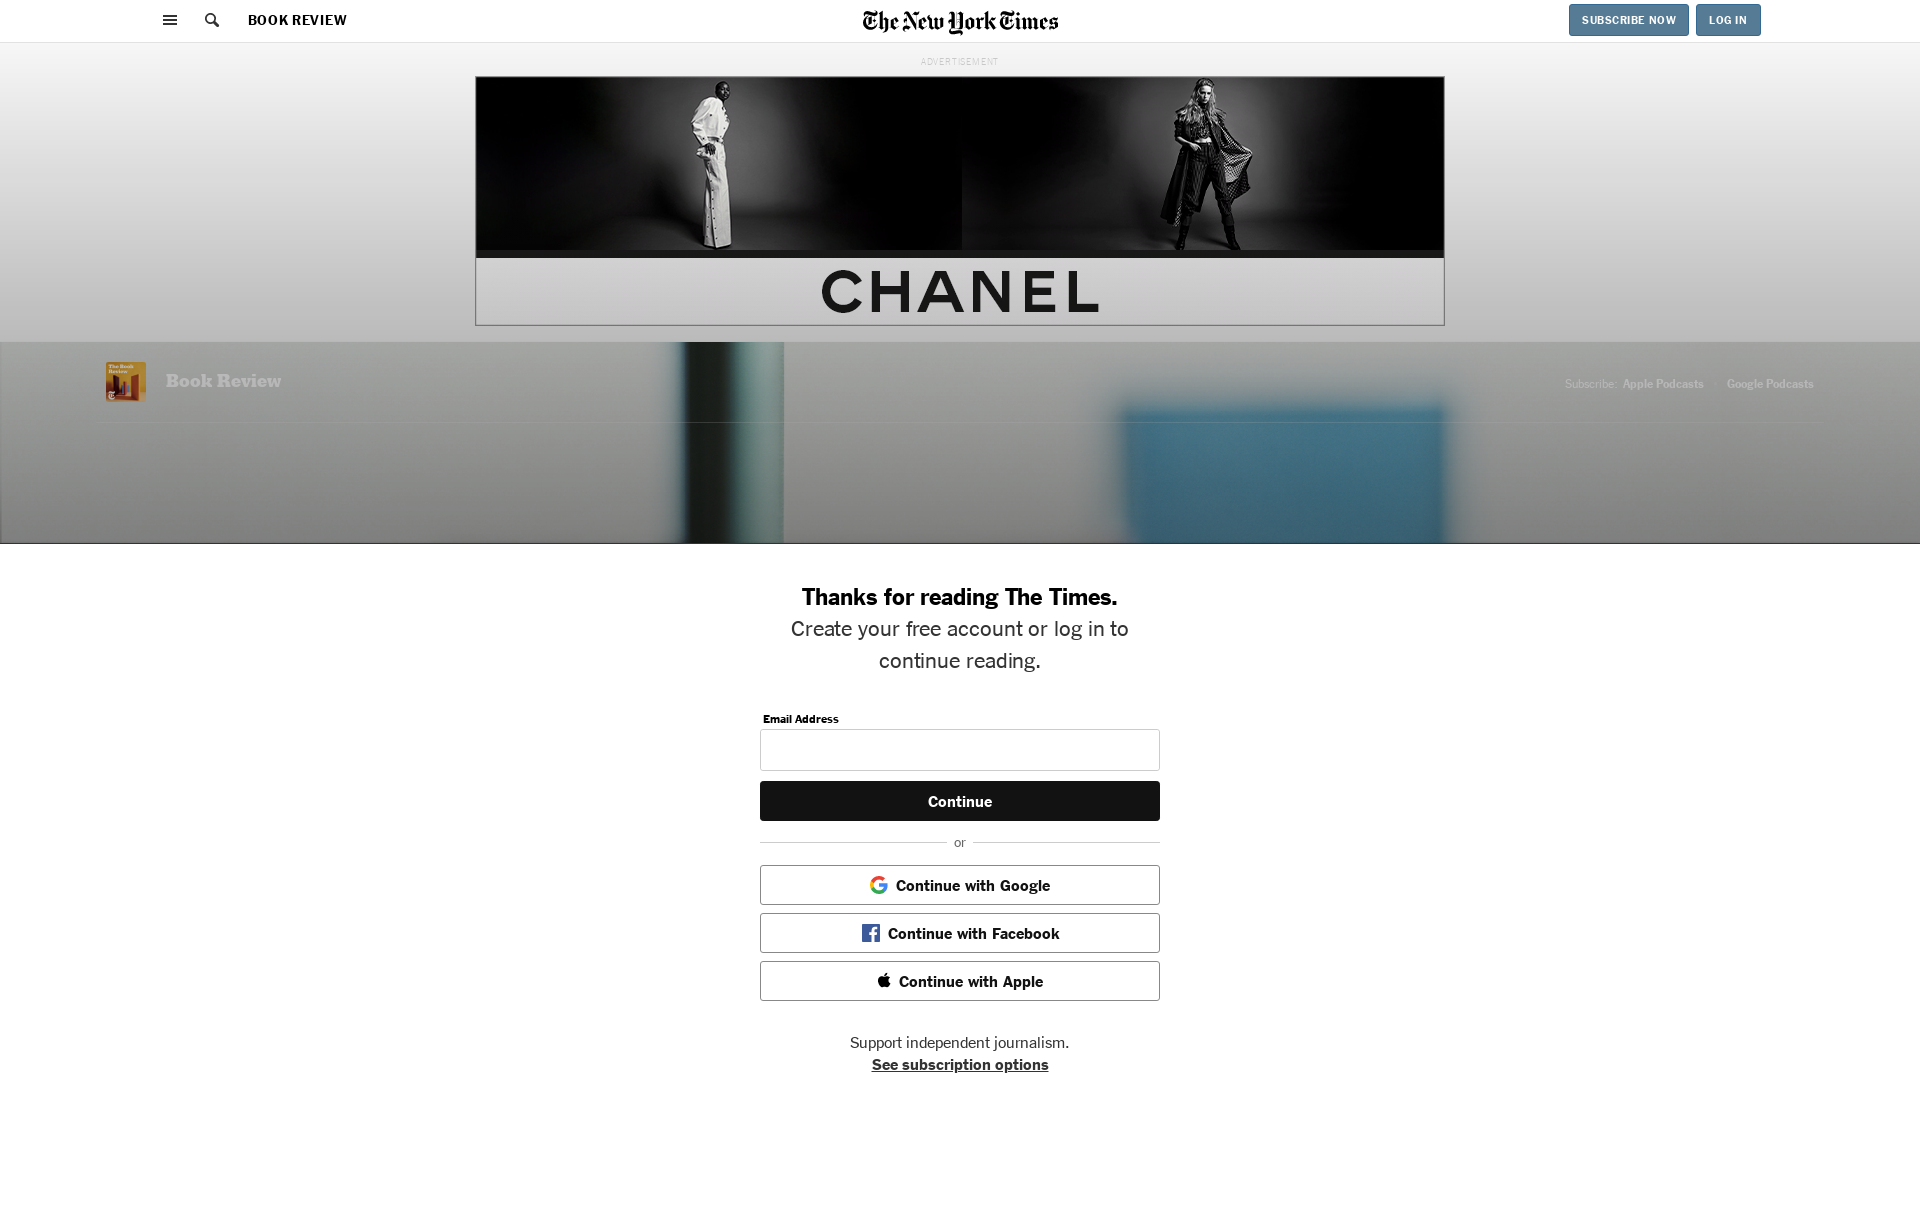 BOOK REVIEW
The New York Times
SUBSCRIBE NOW
LOG IN
ADVERTISEMENT
CHANEL
The Book
Review
Book Review
Subscribe:
Apple Podcasts
Google Podcasts
Thanks for reading The Times.
Create your free account or log in to
continue reading.
Email Address
Continue
or
Continue with Google
Continue with Facebook
Continue with Apple
Support independent journalism.
See subscription options